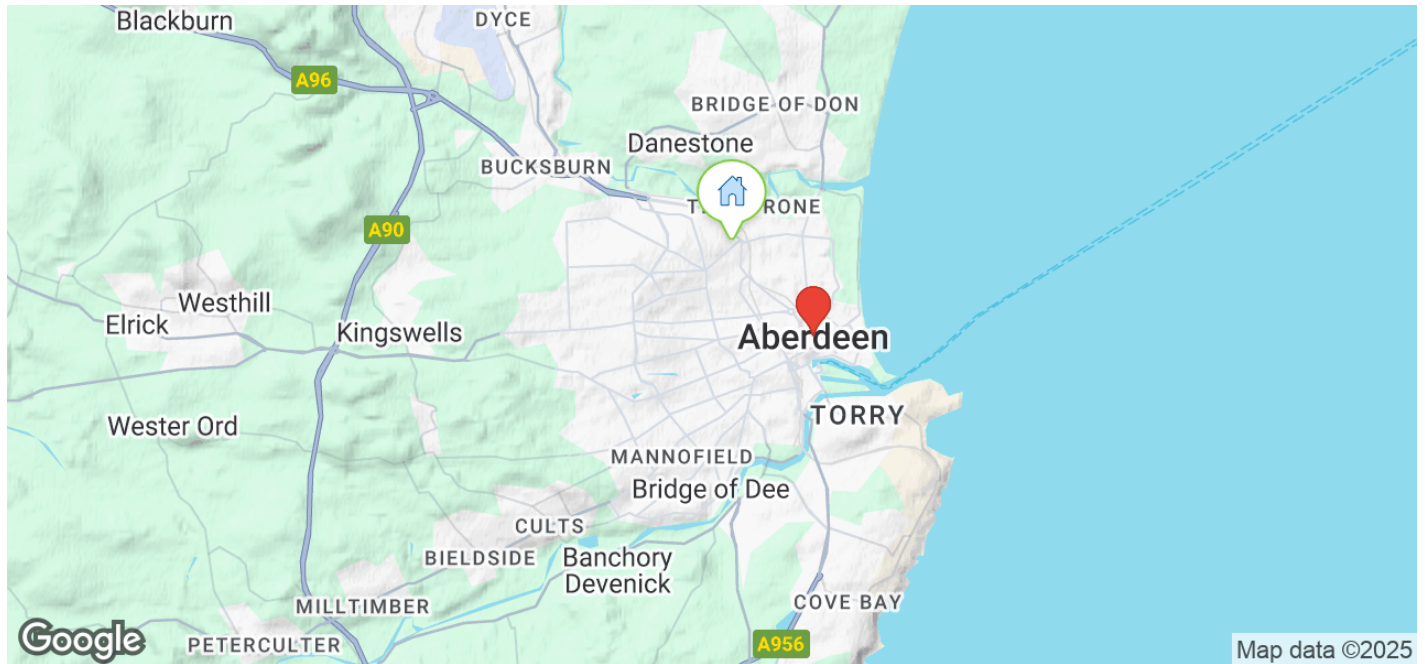 Blackburn
DYCE
A96
BRIDGE OF DON
Danestone
BUCKSBURN
RONE
A90
Westhill
Elrick
Kingswells
Aberdeen
TORRY
Wester Ord
MANNOFIELD
Bridge of Dee
CULTS
BIELDSIDE
Banchory
Devenick
MILLTIMBER
COVE BAY
PETERCULTER
A956
Google
Map data ©2025